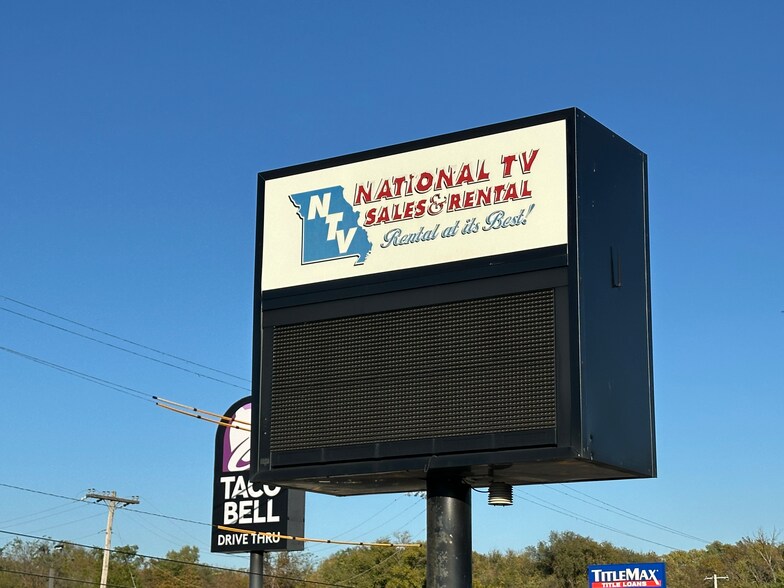 NTV
NATIONAL TV
SALES & RENTAL
Rental at its Best!
TACO
BELL
DRIVE THRU
TITLEMAX
TITLE LOANS